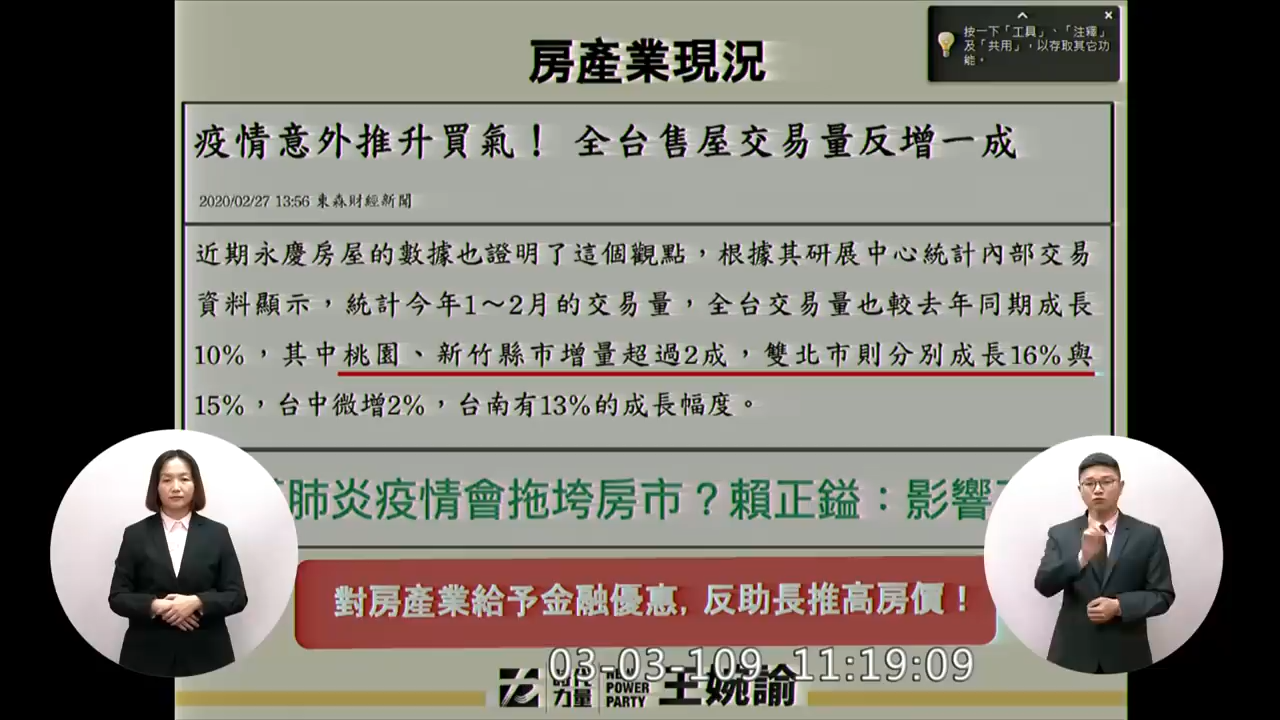 房產業現況
按一下「工具」、「注釋」
及「共用」，以存取其它功
能。
疫情意外推升買氣！ 全台售屋交易量反增一成
2020/02/27 13:56 東森財經新聞
近期永慶房屋的數據也證明了這個觀點，根據其研展中心統計內部交易
資料顯示，統計今年1～2月的交易量，全台交易量也較去年同期成長
10%，其中桃園、新竹縣市增量超過2成，雙北市則分別成長16%與
15%，台中微增2%，台南有13%的成長幅度。
肺炎疫情會拖垮房市？賴正鎰：影響
對房產業給予金融優惠, 反助長推高房價！
03-03-109 11:19:09
力量
POWER
PARTY
王婉諭